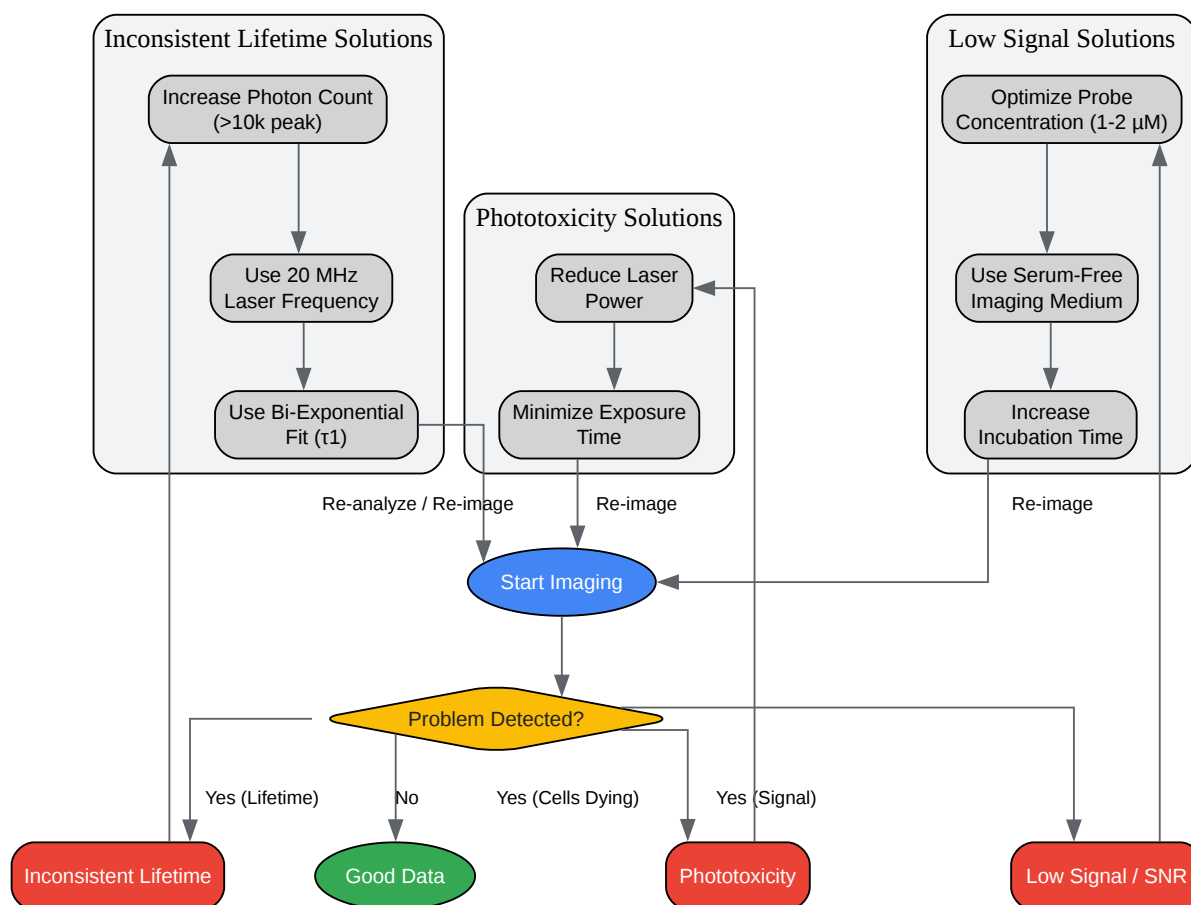 Inconsistent Lifetime Solutions
Increase Photon Count
(>10k peak)
Use 20 MHz
Laser Frequency
Use Bi-Exponential
Fit (τ1)
Phototoxicity Solutions
Reduce Laser
Power
Minimize Exposure
Time
Low Signal Solutions
Optimize Probe
Concentration (1-2 µM)
Use Serum-Free
Imaging Medium
Increase
Incubation Time
Re-analyze / Re-image
Re-image
Re-image
Start Imaging
Problem Detected?
Yes (Lifetime)
No
Yes (Cells Dying)
Yes (Signal)
Inconsistent Lifetime
Good Data
Phototoxicity
Low Signal / SNR